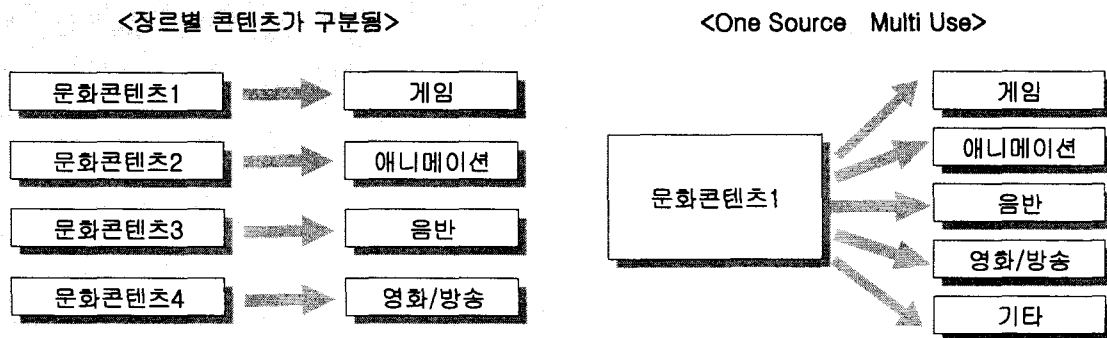 <장르별 콘텐츠가 구분됨>
문화콘텐츠1 게임
문화콘텐츠2 애니메이션
문화콘텐츠3 음반
문화콘텐츠4 영화/방송
<One Source Multi Use>
문화콘텐츠1
게임
애니메이션
음반
영화/방송
기타